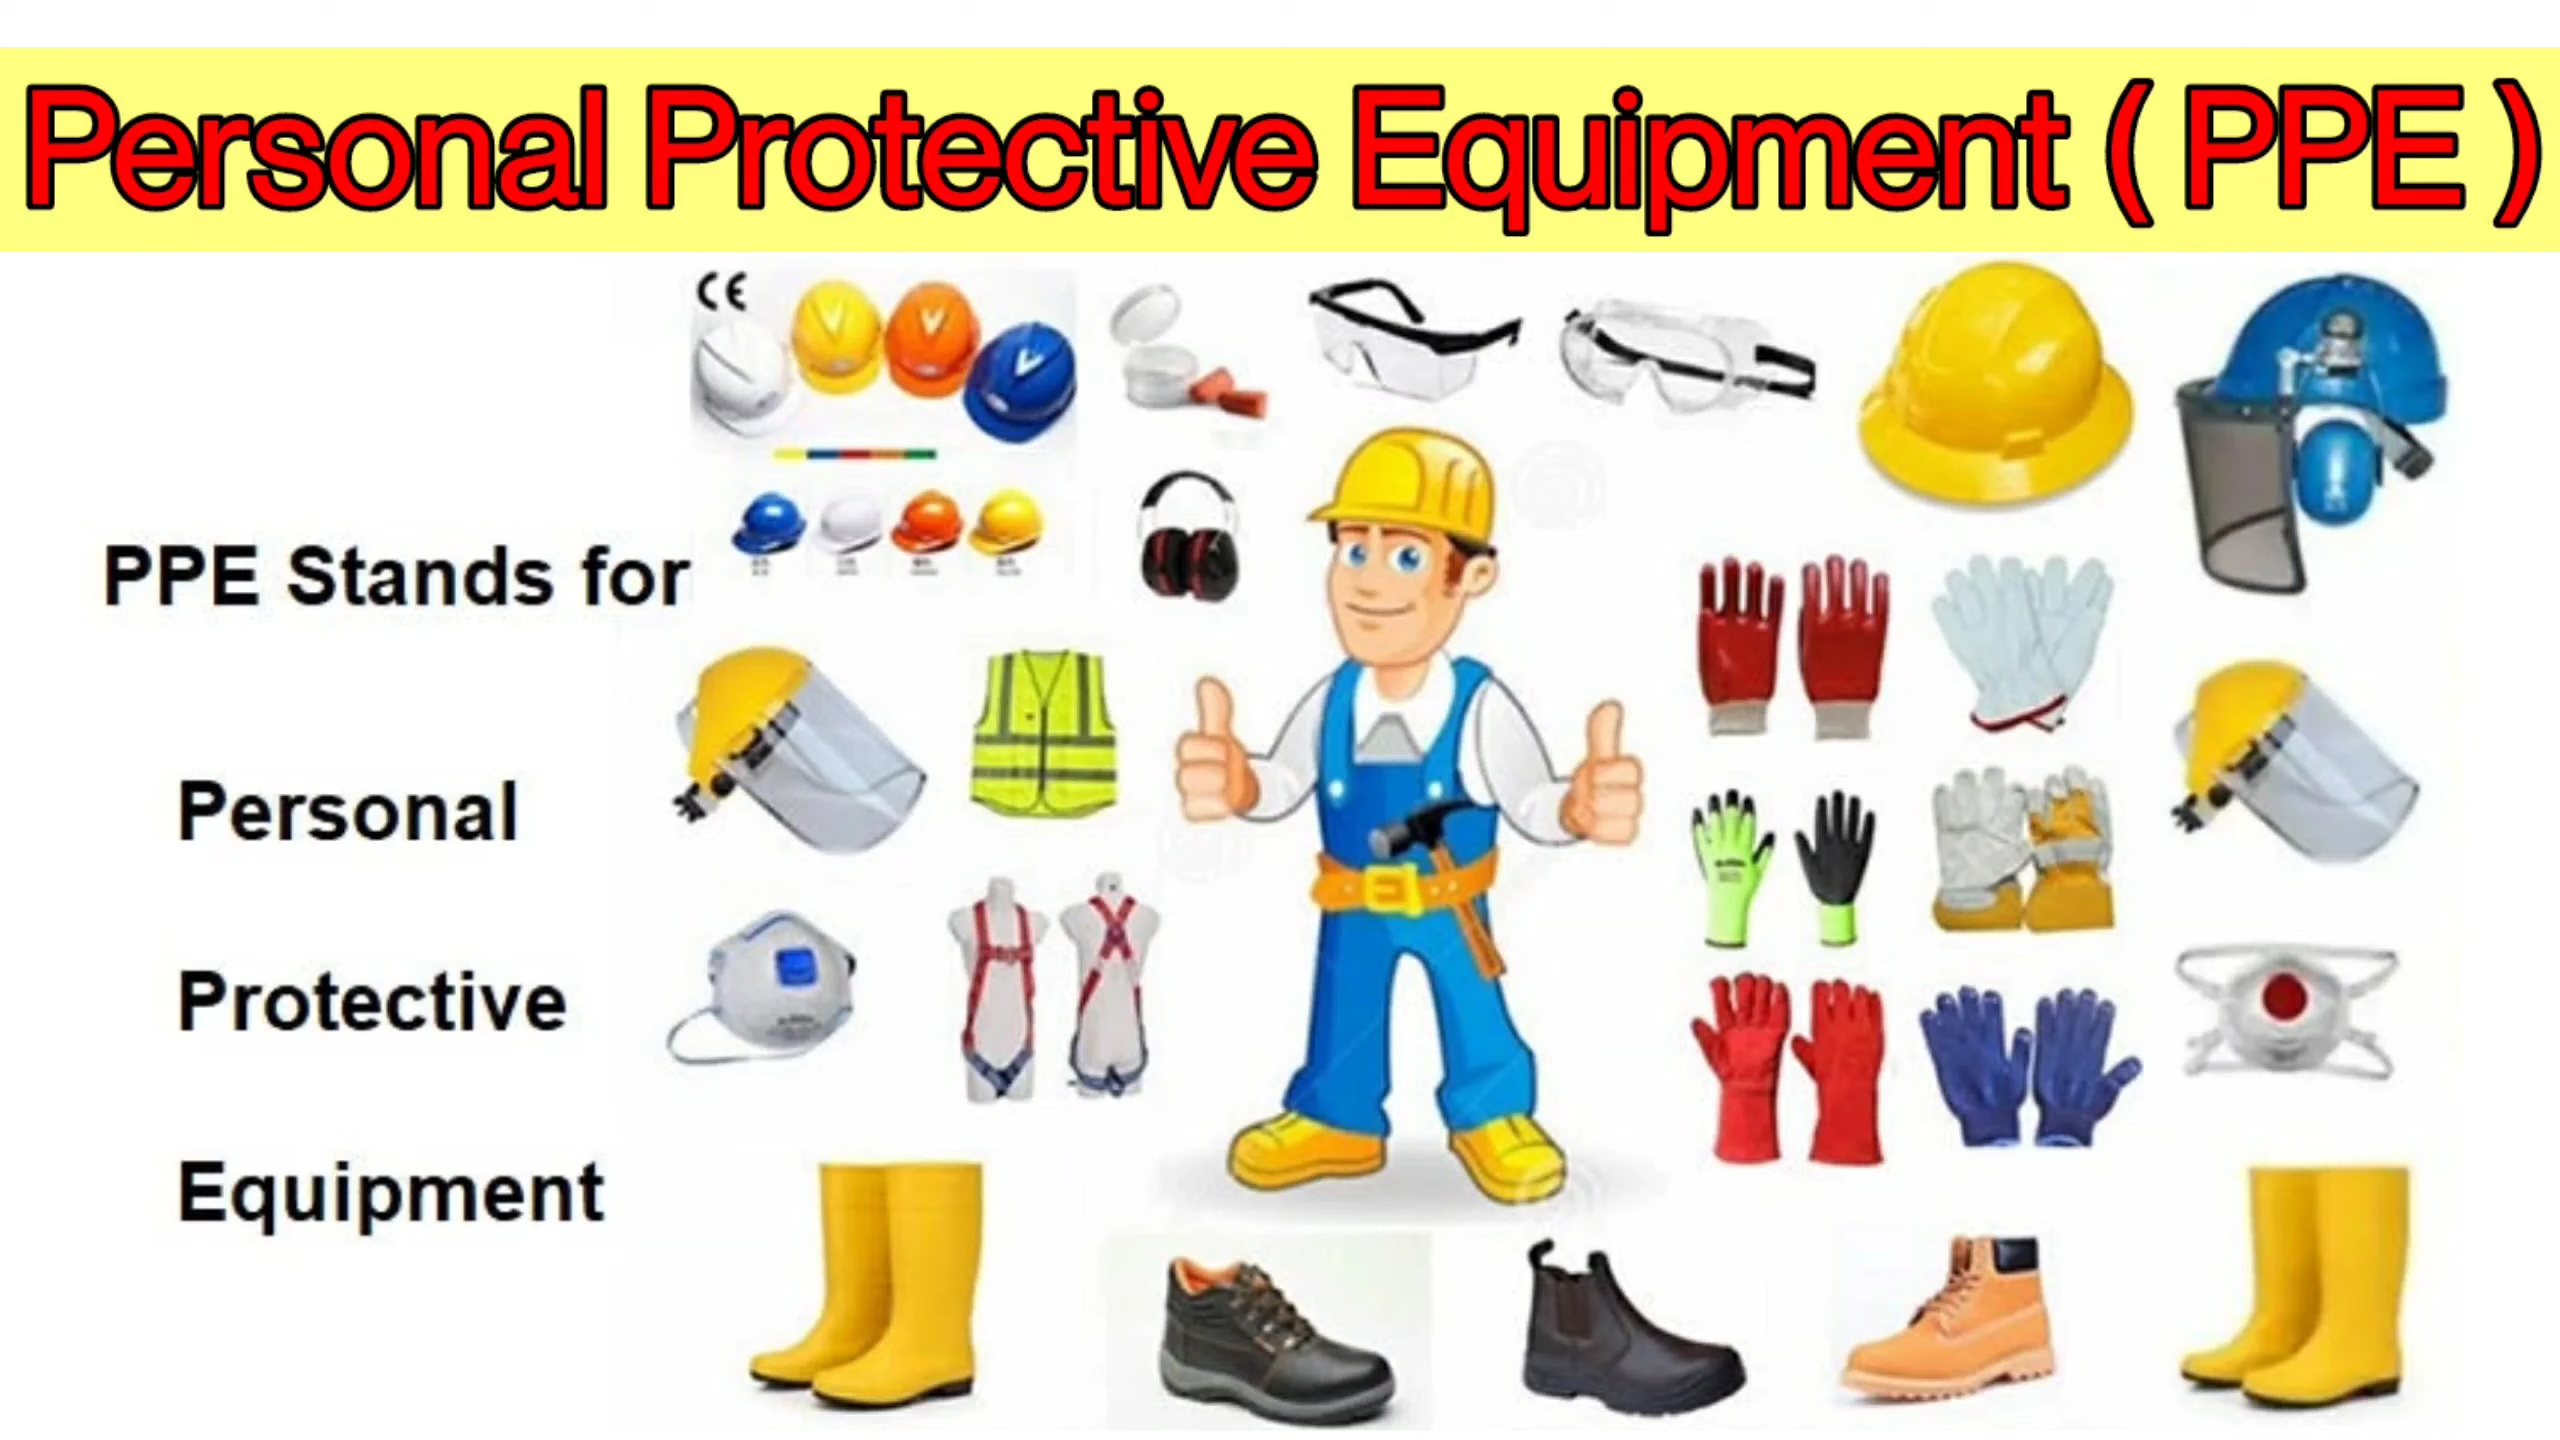 Personal Protective Equipment ( PPE )
CE
PPE Stands for
Personal
Protective
Equipment